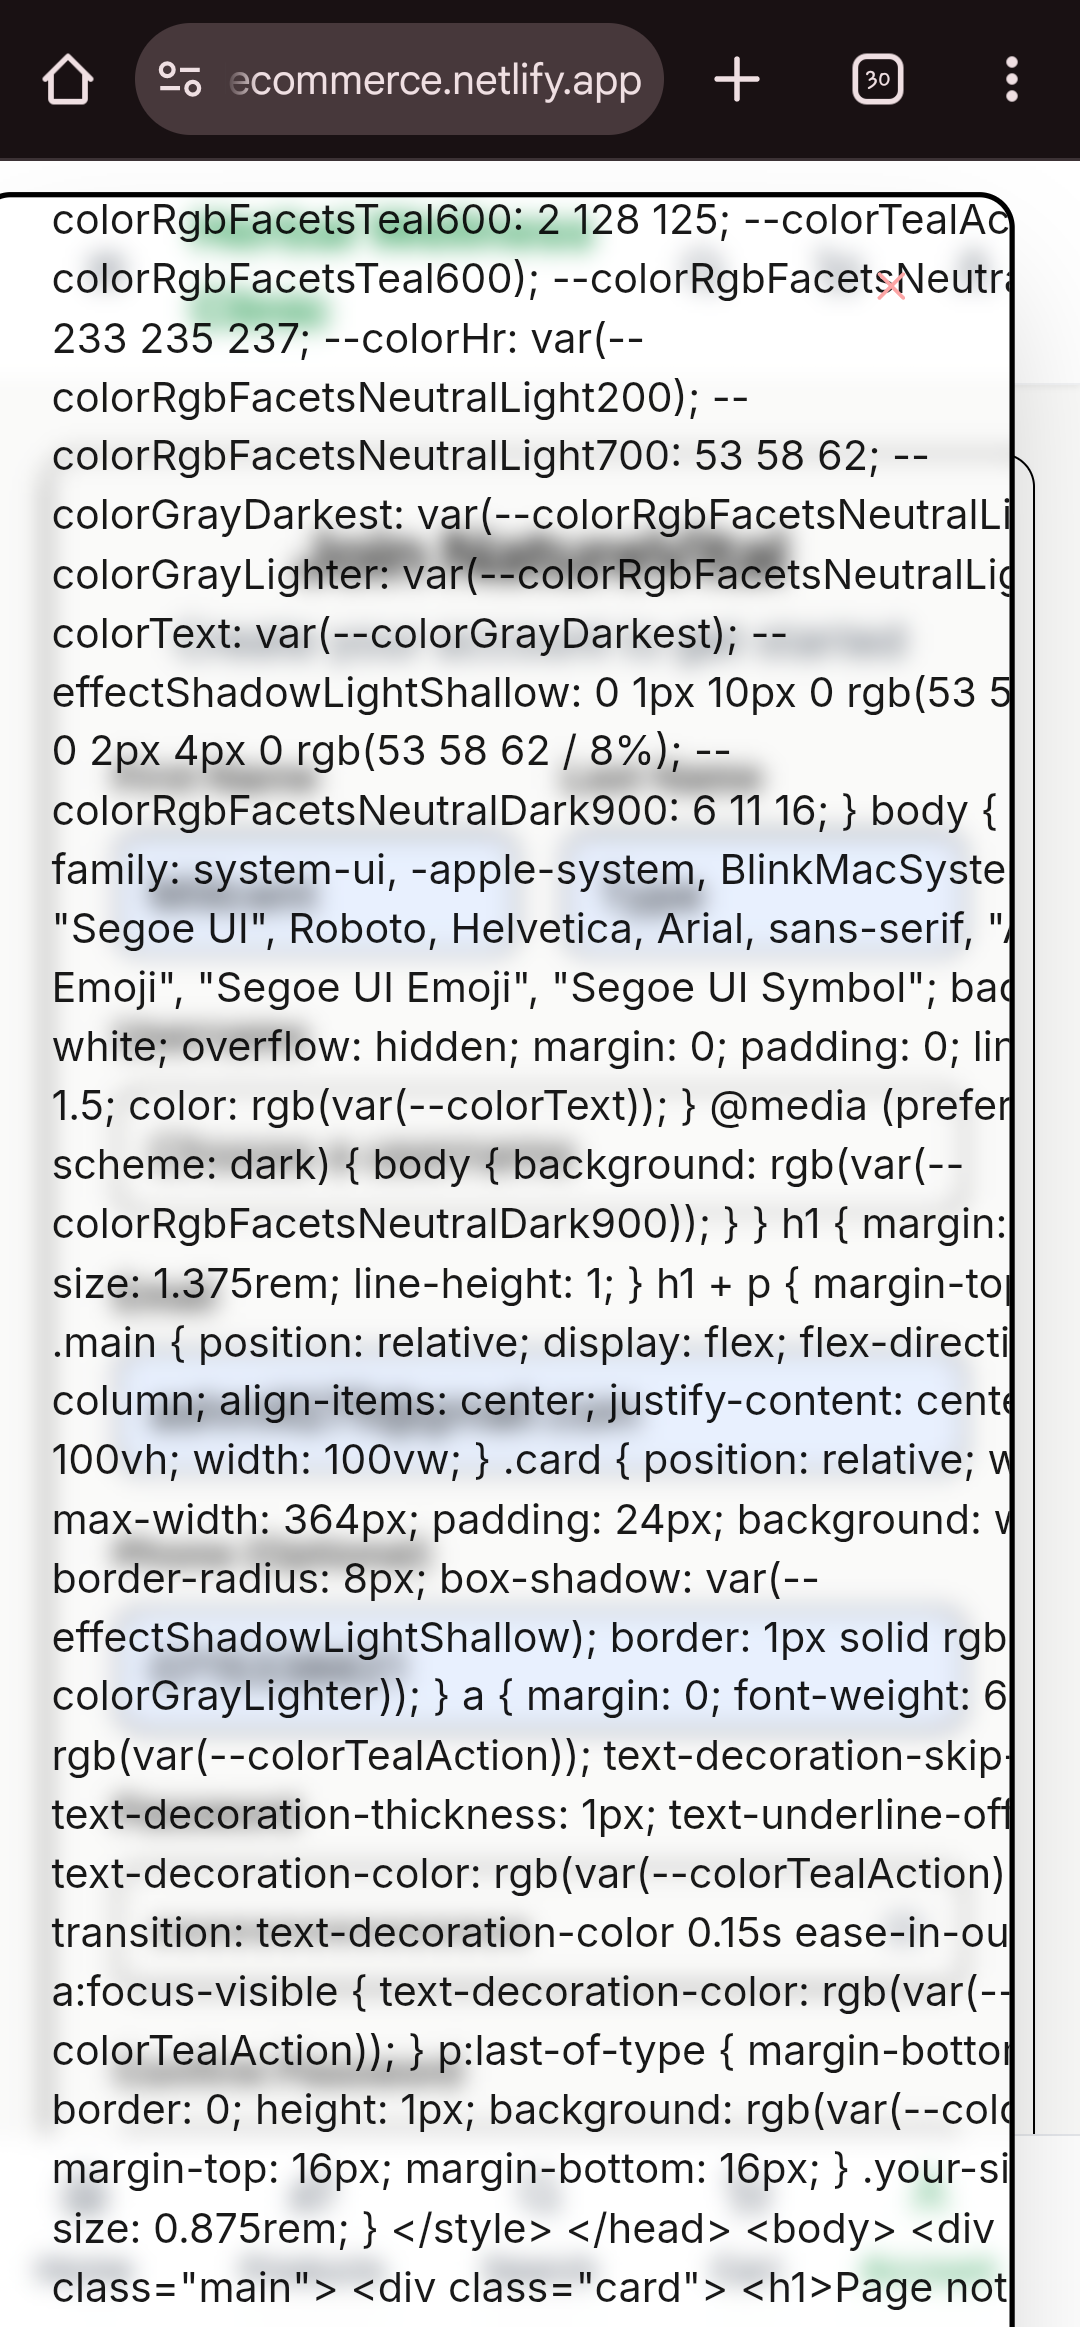 ecommerce.netlify.app
30
colorRgbFacetsTeal600: 2 128 125; --colorTealAc
colorRgbFacetsTeal600); --colorRgbFacetsNeutra
233 235 237; --colorHr: var(--
colorRgbFacetsNeutralLight200); --
colorRgbFacetsNeutralLight700: 53 58 62; --
colorGrayDarkest: var(--colorRgbFacetsNeutralLi
colorGrayLighter: var(--colorRgbFacetsNeutralLig
colorText: var(--colorGrayDarkest); --
effectShadowLightShallow: 0 1px 10px 0 rgb(53 5
0 2px 4px 0 rgb(53 58 62 / 8%); --
colorRgbFacetsNeutralDark900: 6 11 16; } body {
family: system-ui, -apple-system, BlinkMacSyste
"Segoe UI", Roboto, Helvetica, Arial, sans-serif, "A
Emoji", "Segoe UI Emoji", "Segoe UI Symbol"; bac
white; overflow: hidden; margin: 0; padding: 0; lin
1.5; color: rgb(var(--colorText)); } @media (prefer
scheme: dark) { body { background: rgb(var(--
colorRgbFacetsNeutralDark900)); } } h1 { margin:
size: 1.375rem; line-height: 1; } h1 + p { margin-top
.main { position: relative; display: flex; flex-directi
column; align-items: center; justify-content: cente
100vh; width: 100vw; } .card { position: relative; w
max-width: 364px; padding: 24px; background: w
border-radius: 8px; box-shadow: var(--
effectShadowLightShallow); border: 1px solid rgb
colorGrayLighter)); } a { margin: 0; font-weight: 6
rgb(var(--colorTealAction)); text-decoration-skip-
text-decoration-thickness: 1px; text-underline-off
text-decoration-color: rgb(var(--colorTealAction)
transition: text-decoration-color 0.15s ease-in-ou
a:focus-visible { text-decoration-color: rgb(var(--
colorTealAction)); } p:last-of-type { margin-bottom
border: 0; height: 1px; background: rgb(var(--colo
margin-top: 16px; margin-bottom: 16px; } .your-si
size: 0.875rem; } </style> </head> <body> <div
class="main"> <div class="card"> <h1>Page not